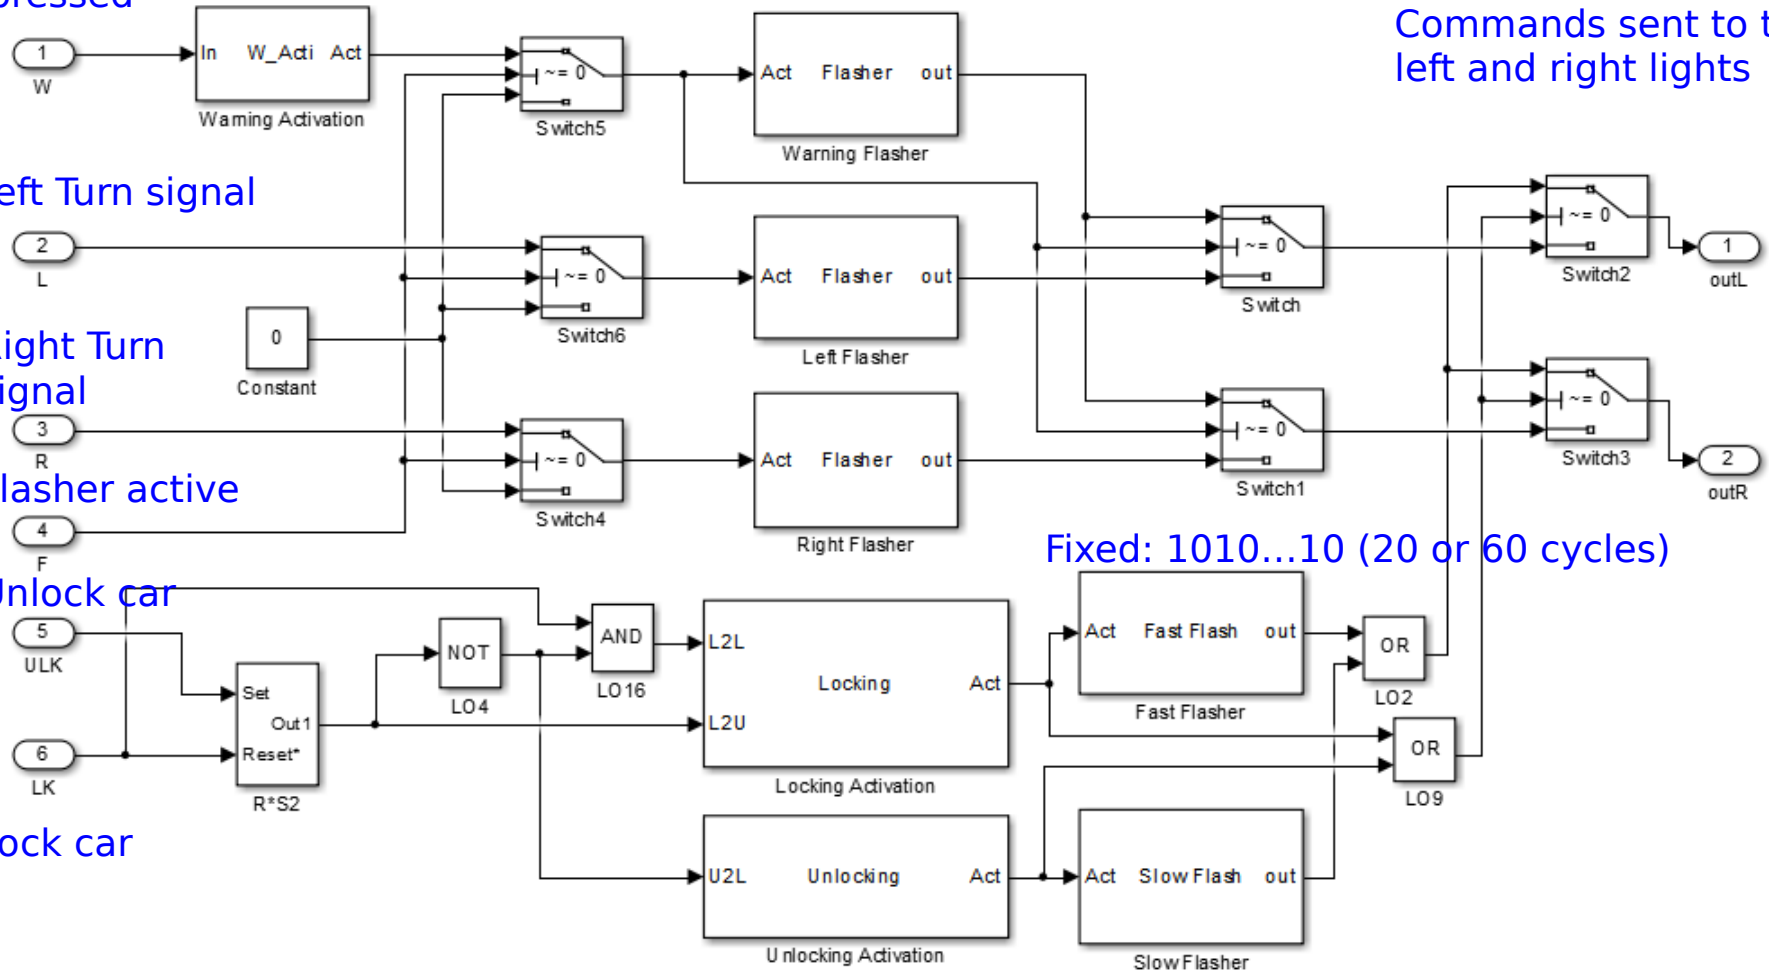 pressed
Commands sent to t
left and right lights
1
W
In W_Acti Act
Warning Activation
~= 0
Switch5
Act Flasher out
Warning Flasher
eft Turn signal
2
L
~= 0
Switch6
Act Flasher out
Left Flasher
~= 0
Switch
~= 0
Switch2
1
outL
0
Constant
ight Turn
ignal
3
R
~= 0
Switch4
Act Flasher out
Right Flasher
~= 0
Switch1
~= 0
Switch3
2
outR
lasher active
4
F
Fixed: 1010...10 (20 or 60 cycles)
Unlock car
5
ULK
Set
Out1
Reset*
R*S2
6
LK
ock car
NOT
LO4
AND
LO16
L2L
Locking Act
L2U
Locking Activation
Act Fast Flash out
Fast Flasher
OR
LO2
OR
LO9
U2L Unlocking Act
Unlocking Activation
Act Slow Flash out
Slow Flasher